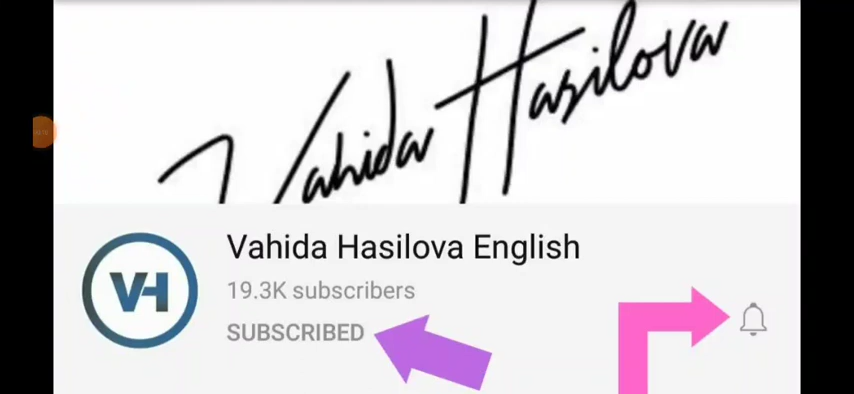 Vahida Hasilova
VH
Vahida Hasilova English
19.3K subscribers
SUBSCRIBED